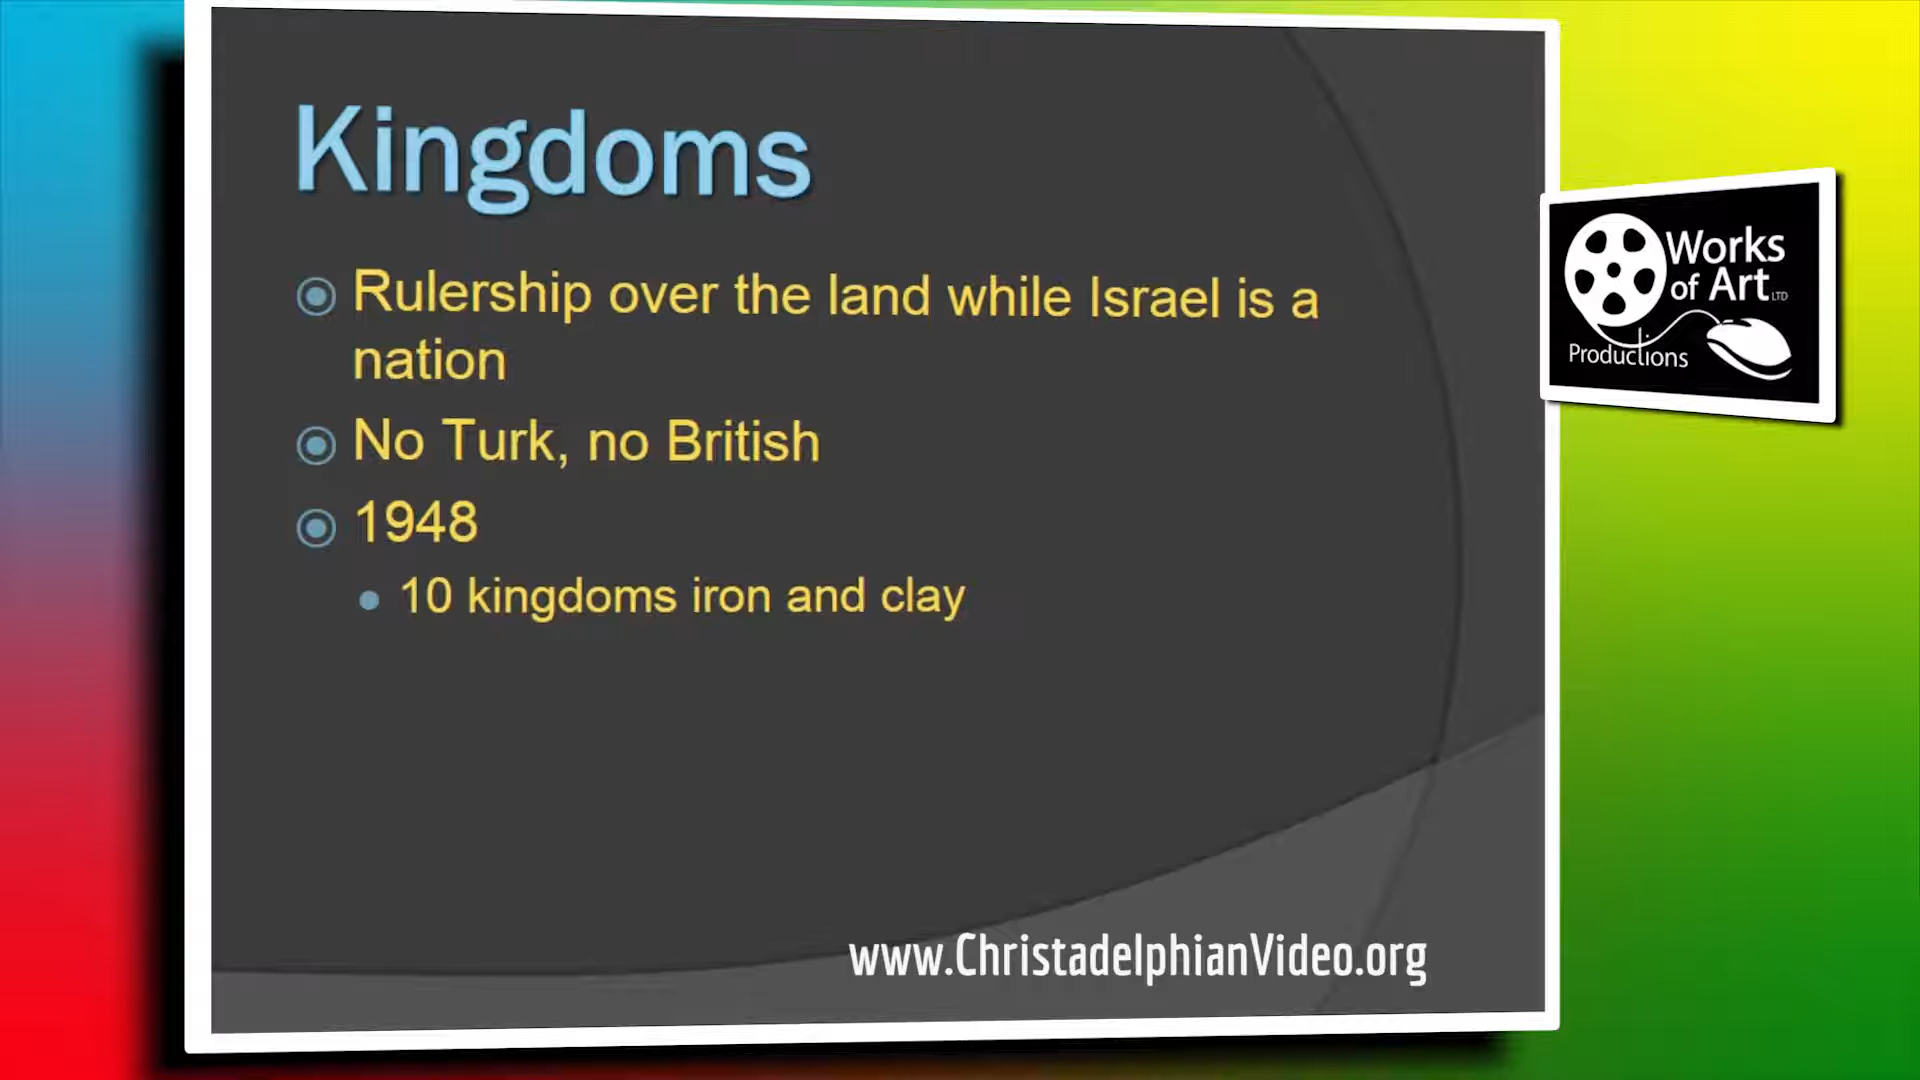 Kingdoms
Rulership over the land while Israel is a
nation
No Turk, no British
1948
10 kingdoms iron and clay
www.ChristadelphianVideo.org
Works
of Art LTD
Productions